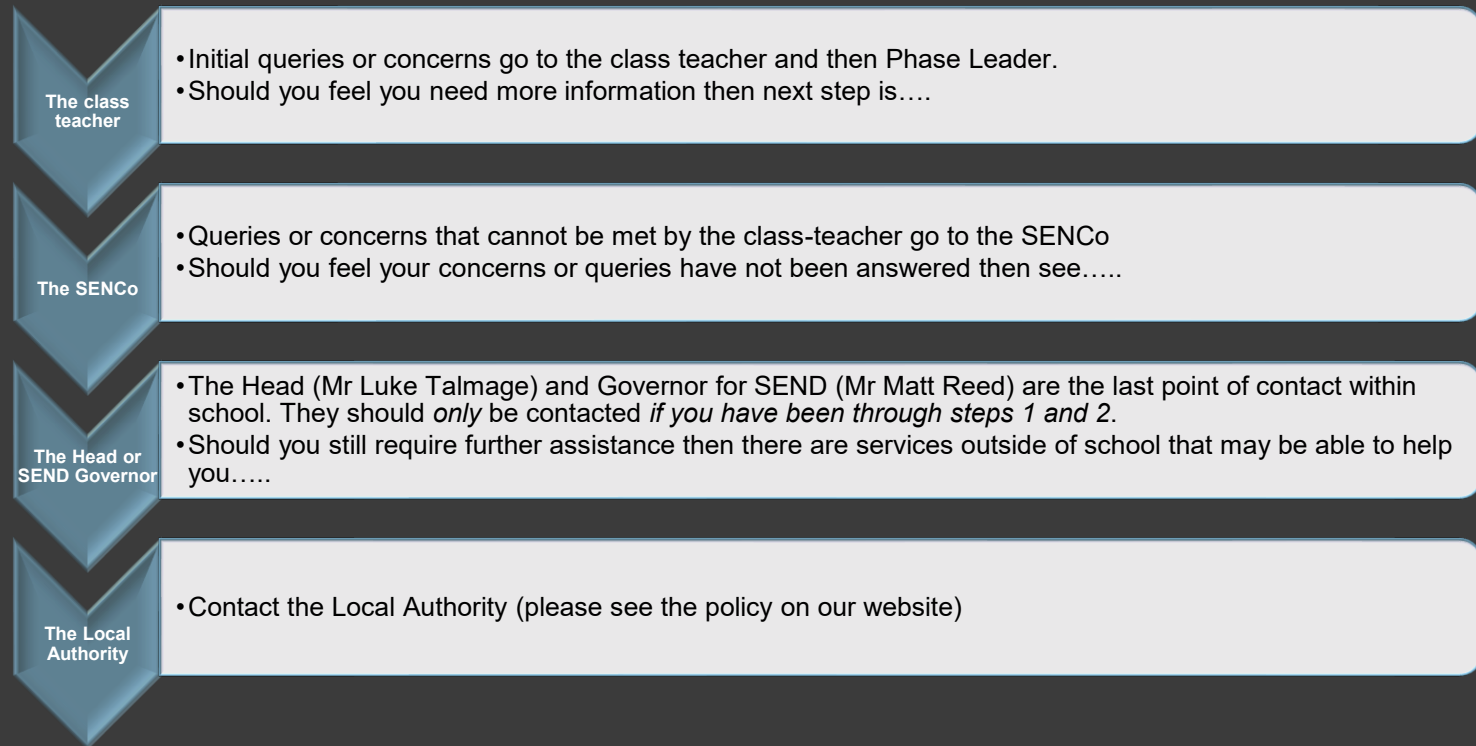 The class
teacher
•Initial queries or concerns go to the class teacher and then Phase Leader.
•Should you feel you need more information then next step is….
The SENCo
•Queries or concerns that cannot be met by the class-teacher go to the SENCo
•Should you feel your concerns or queries have not been answered then see…..
The Head or
SEND Governor
•The Head (Mr Luke Talmage) and Governor for SEND (Mr Matt Reed) are the last point of contact within
school. They should only be contacted if you have been through steps 1 and 2.
•Should you still require further assistance then there are services outside of school that may be able to help
you…..
The Local
Authority
•Contact the Local Authority (please see the policy on our website)